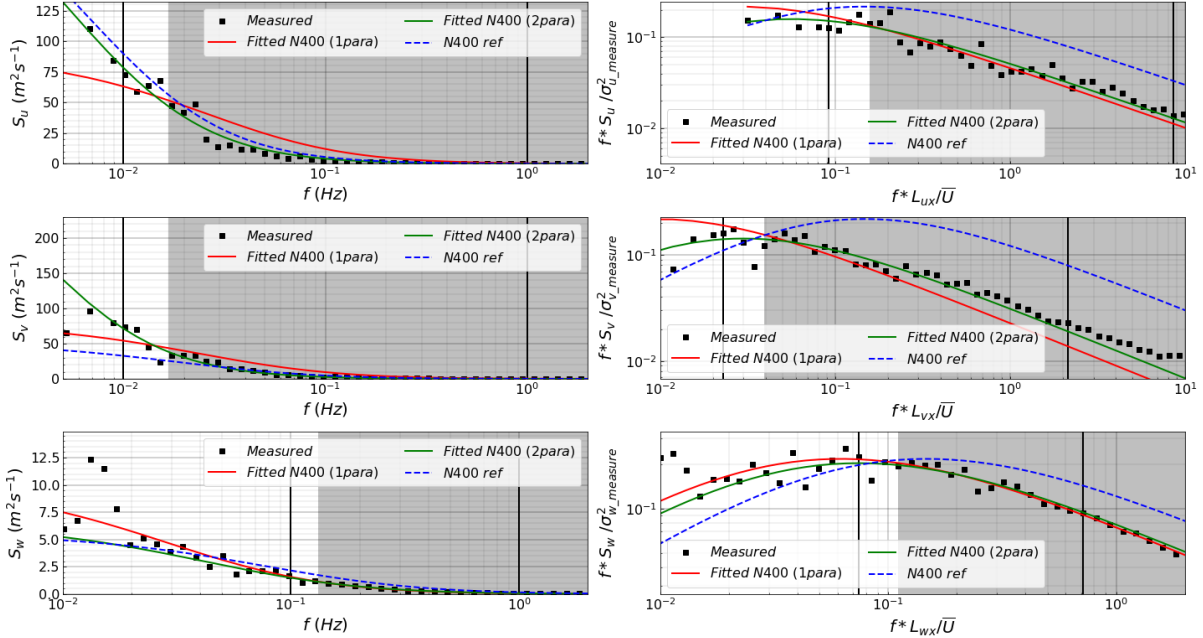 125
100
75
50
25
0
S_u (m²s⁻¹)
Measured
Fitted N400 (1para)
Fitted N400 (2para)
N400 ref
10⁻² 10⁻¹ 10⁰
f (Hz)
10⁻¹
10⁻²
f* S_u /σ²_u_measure
Measured
Fitted N400 (1para)
Fitted N400 (2para)
N400 ref
10⁻² 10⁻¹ 10⁰ 10¹
f* L_ux/U̅
200
150
100
50
0
S_v (m²s⁻¹)
Measured
Fitted N400 (1para)
Fitted N400 (2para)
N400 ref
10⁻² 10⁻¹ 10⁰
f (Hz)
10⁻¹
10⁻²
f* S_v /σ²_v_measure
Measured
Fitted N400 (1para)
Fitted N400 (2para)
N400 ref
10⁻² 10⁻¹ 10⁰ 10¹
f* L_vx/U̅
12.5
10.0
7.5
5.0
2.5
0.0
S_w (m²s⁻¹)
Measured
Fitted N400 (1para)
Fitted N400 (2para)
N400 ref
10⁻² 10⁻¹ 10⁰
f (Hz)
10⁻¹
f* S_w /σ²_w_measure
Measured
Fitted N400 (1para)
Fitted N400 (2para)
N400 ref
10⁻² 10⁻¹ 10⁰
f* L_wx/U̅